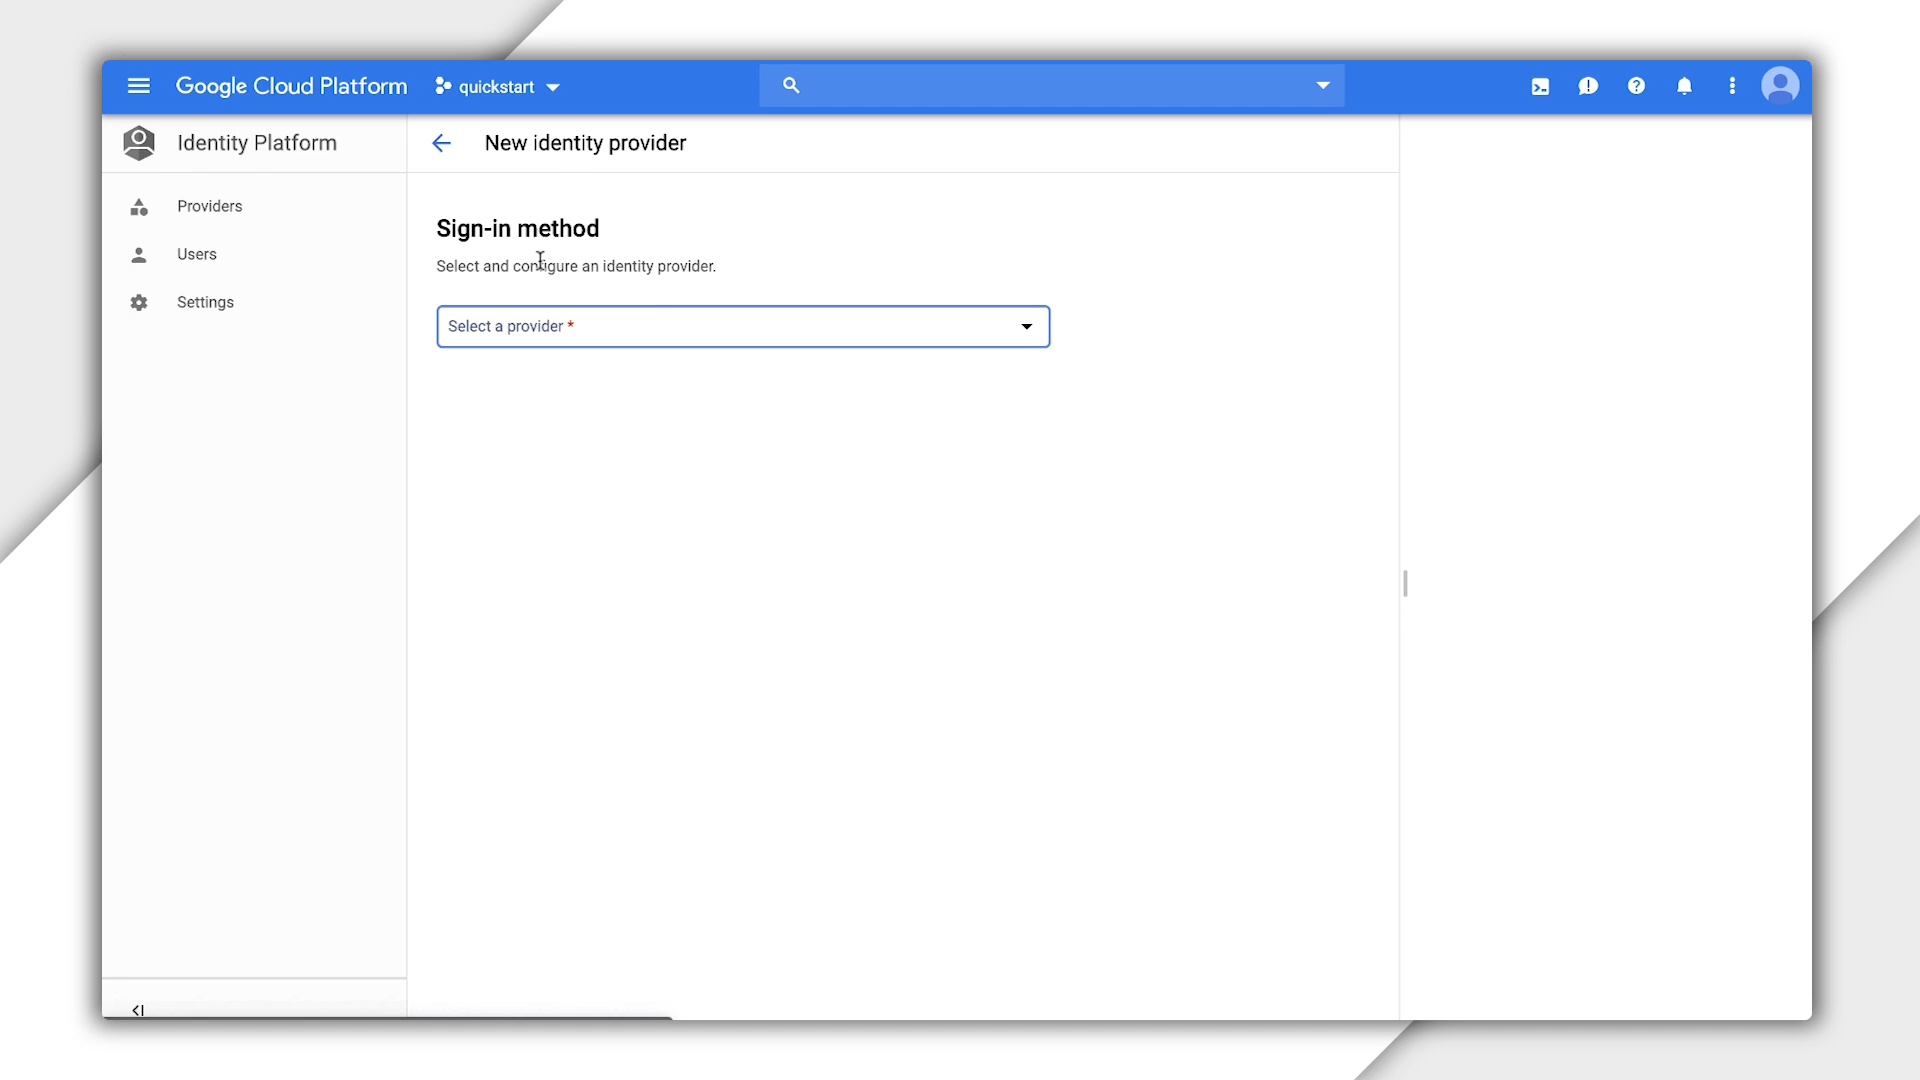 Google Cloud Platform
quickstart
Identity Platform
New identity provider
Providers
Users
Settings
Sign-in method
Select and configure an identity provider.
Select a provider *